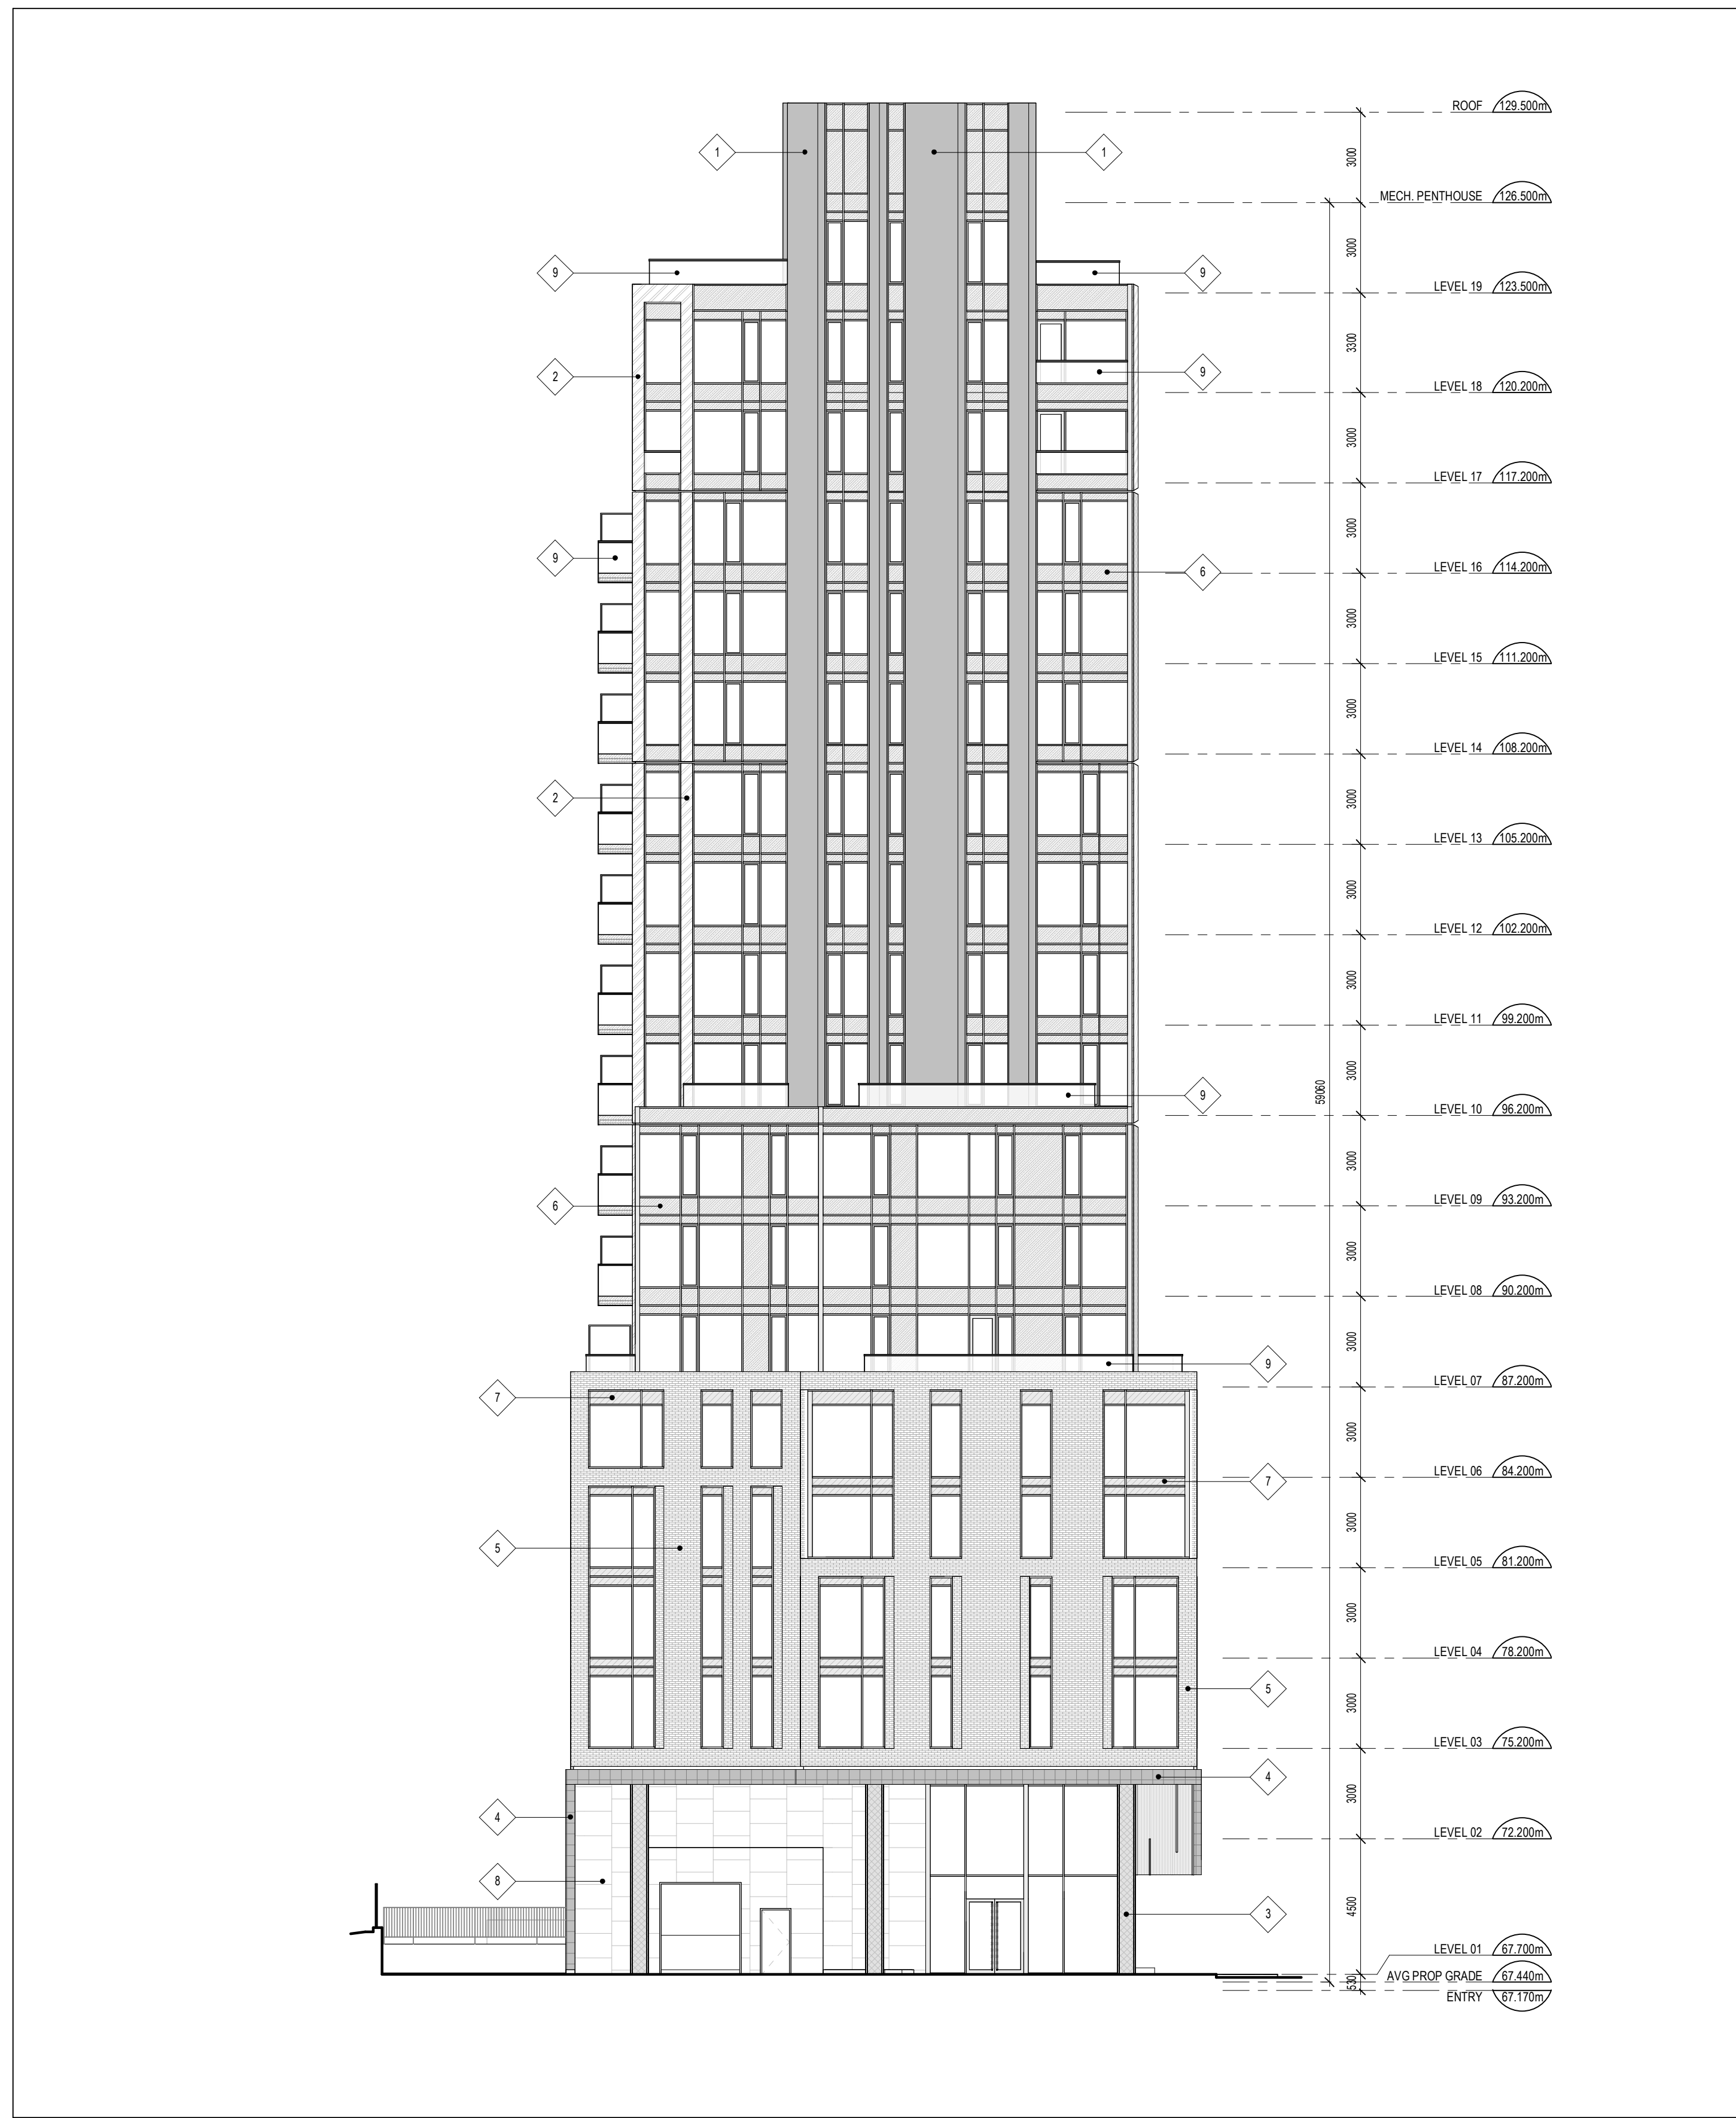 ROOF 129.500m
3000
1
1
MECH. PENTHOUSE 126.500m
3000
9
9
LEVEL 19 123.500m
3300
2
9
LEVEL 18 120.200m
3000
LEVEL 17 117.200m
3000
9
6
LEVEL 16 114.200m
3000
LEVEL 15 111.200m
3000
LEVEL 14 108.200m
2
3000
LEVEL 13 105.200m
3000
LEVEL 12 102.200m
3000
LEVEL 11 99.200m
3000
59060
9
LEVEL 10 96.200m
3000
6
LEVEL 09 93.200m
3000
LEVEL 08 90.200m
3000
9
LEVEL 07 87.200m
7
3000
LEVEL 06 84.200m
7
3000
5
LEVEL 05 81.200m
3000
LEVEL 04 78.200m
5
3000
LEVEL 03 75.200m
4
3000
4
LEVEL 02 72.200m
8
4500
3
LEVEL 01 67.700m
AVG PROP GRADE 67.440m
530
ENTRY 67.170m